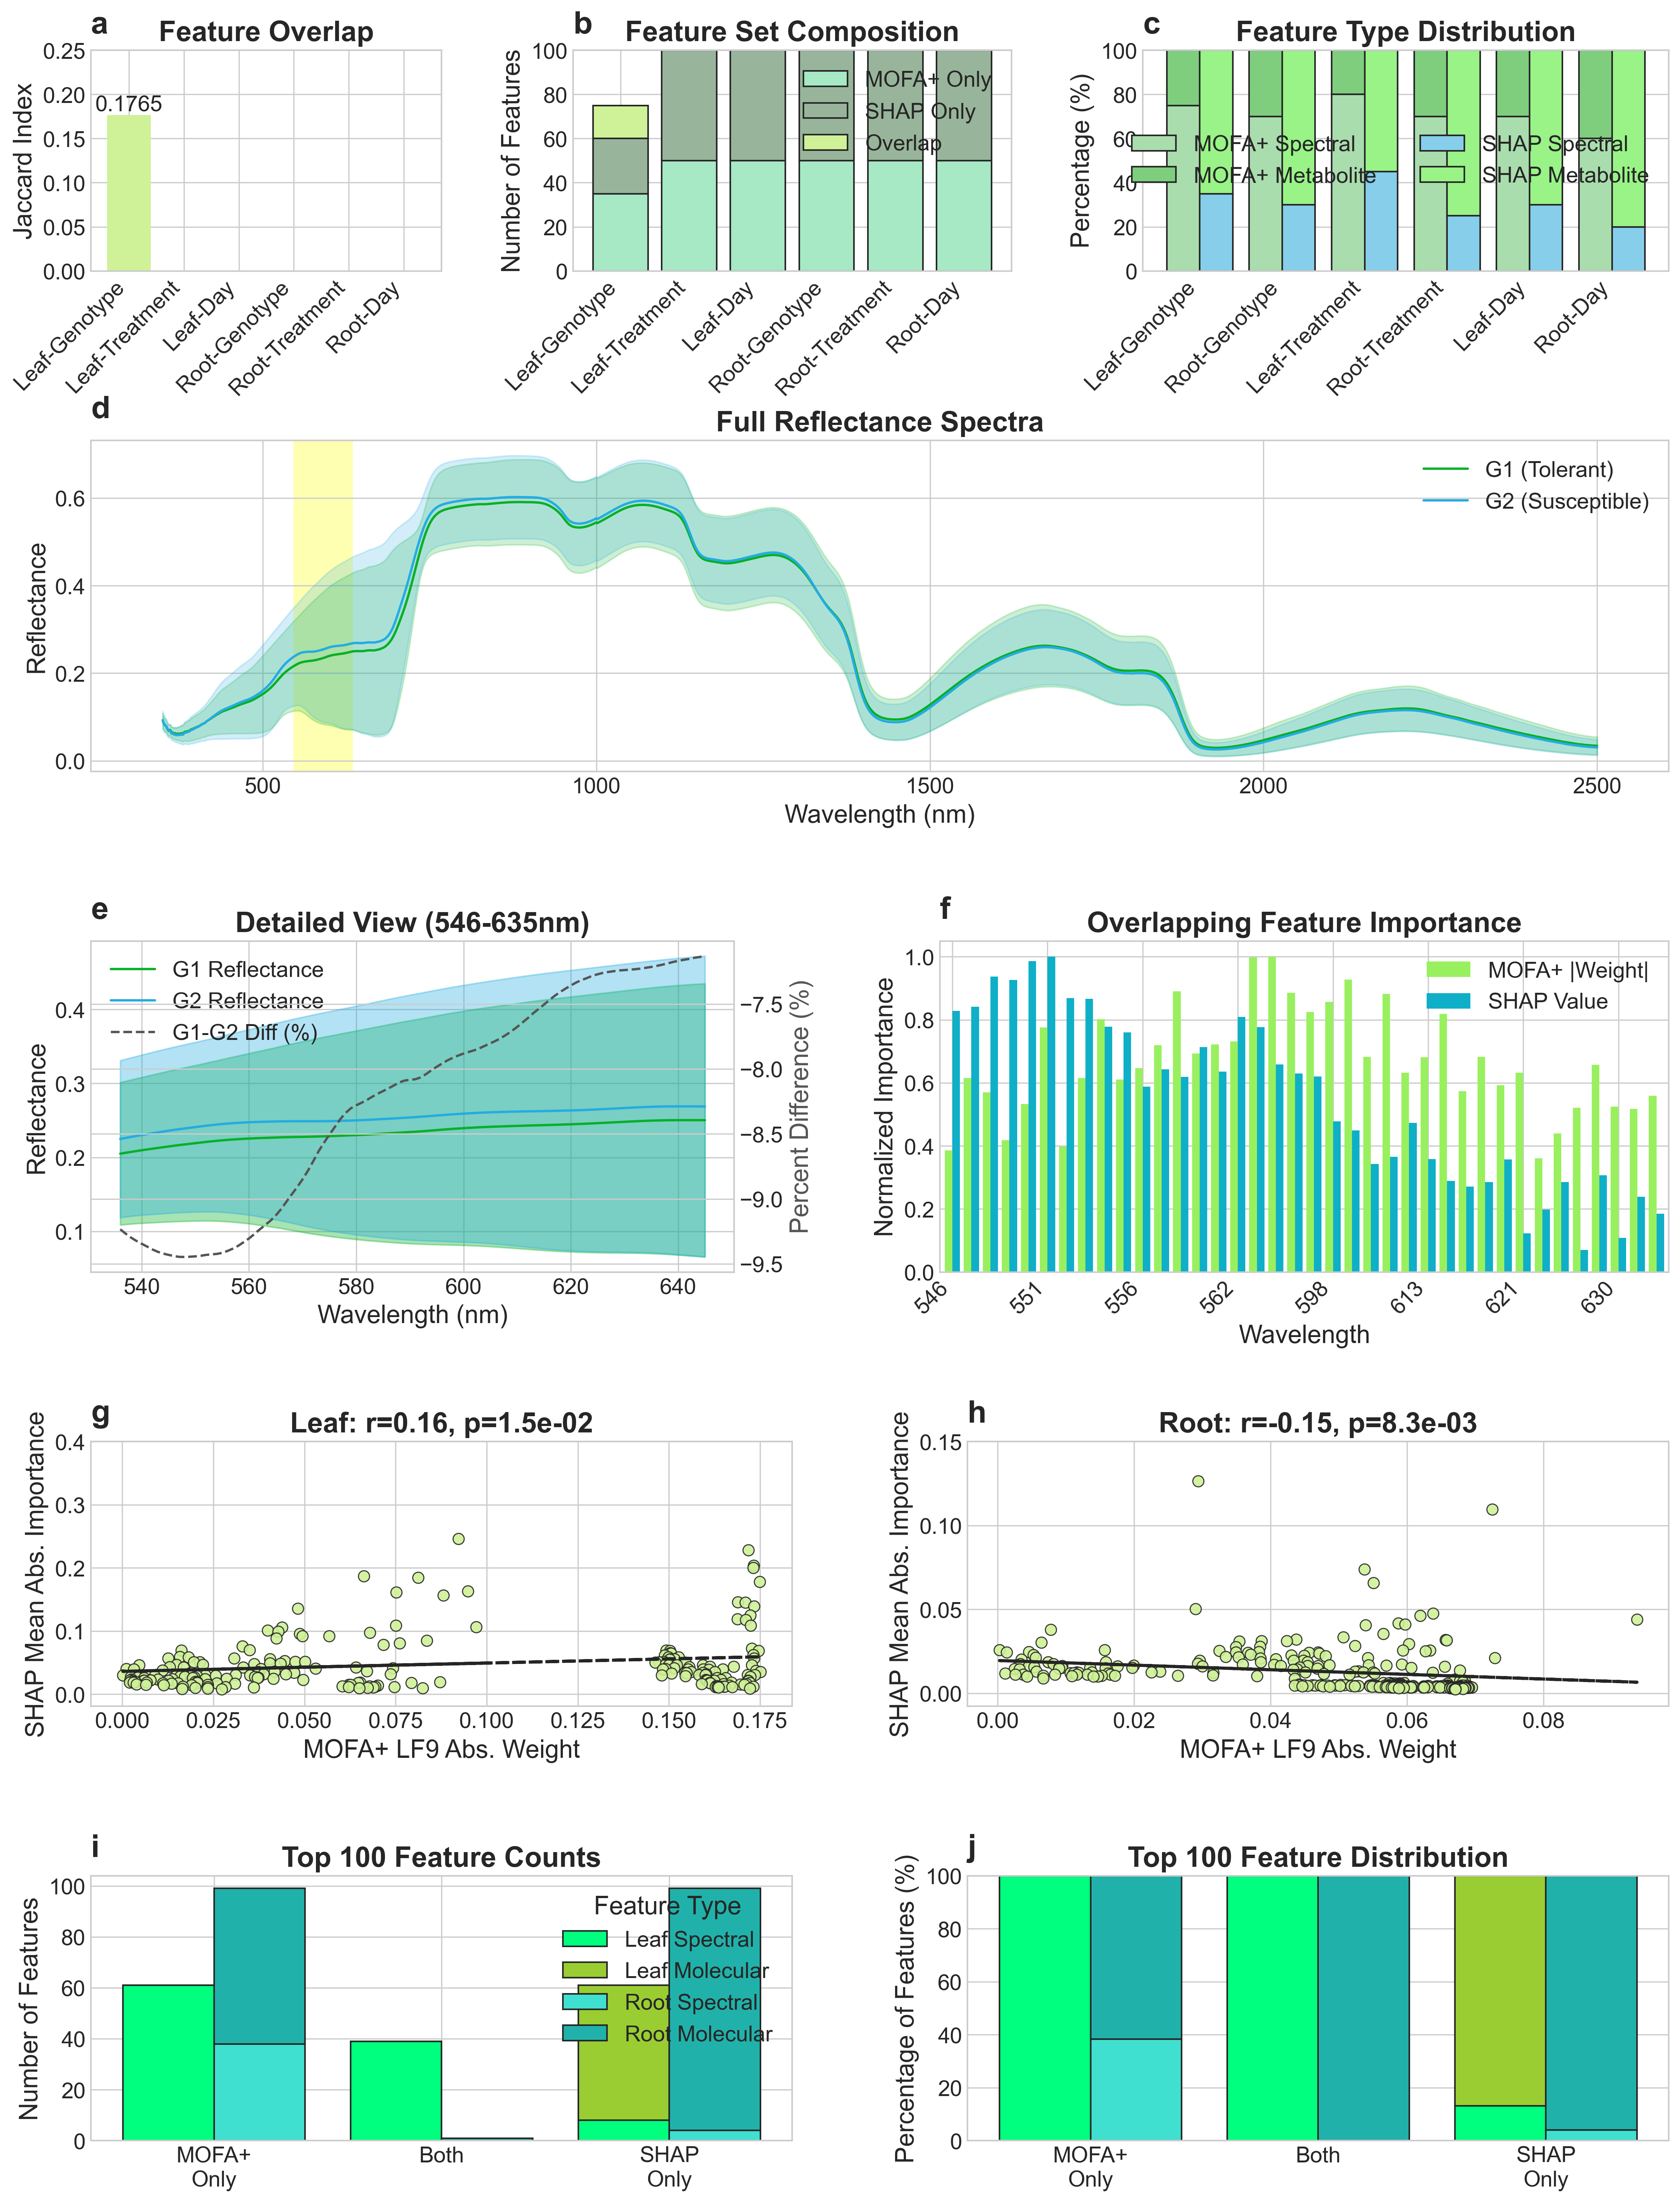 a
Feature Overlap
Jaccard Index
0.25
0.20
0.15
0.10
0.05
0.00
0.1765
Leaf-Genotype
Leaf-Treatment
Leaf-Day
Root-Genotype
Root-Treatment
Root-Day
b
Feature Set Composition
Number of Features
100
80
60
40
20
0
MOFA+ Only
SHAP Only
Overlap
Leaf-Genotype
Leaf-Treatment
Leaf-Day
Root-Genotype
Root-Treatment
Root-Day
c
Feature Type Distribution
Percentage (%)
100
80
60
40
20
0
MOFA+ Spectral
MOFA+ Metabolite
SHAP Spectral
SHAP Metabolite
Leaf-Genotype
Root-Genotype
Leaf-Treatment
Root-Treatment
Leaf-Day
Root-Day
d
Full Reflectance Spectra
Reflectance
0.6
0.4
0.2
0.0
G1 (Tolerant)
G2 (Susceptible)
500
1000
1500
2000
2500
Wavelength (nm)
e
Detailed View (546-635nm)
Reflectance
0.4
0.3
0.2
0.1
G1 Reflectance
G2 Reflectance
G1-G2 Diff (%)
−7.5
−8.0
−8.5
−9.0
−9.5
Percent Difference (%)
540
560
580
600
620
640
Wavelength (nm)
f
Overlapping Feature Importance
Normalized Importance
1.0
0.8
0.6
0.4
0.2
0.0
MOFA+ |Weight|
SHAP Value
546
551
556
562
598
613
621
630
Wavelength
g
Leaf: r=0.16, p=1.5e-02
SHAP Mean Abs. Importance
0.4
0.3
0.2
0.1
0.0
0.000
0.025
0.050
0.075
0.100
0.125
0.150
0.175
MOFA+ LF9 Abs. Weight
h
Root: r=-0.15, p=8.3e-03
SHAP Mean Abs. Importance
0.15
0.10
0.05
0.00
0.00
0.02
0.04
0.06
0.08
MOFA+ LF9 Abs. Weight
i
Top 100 Feature Counts
Number of Features
100
80
60
40
20
0
Feature Type
Leaf Spectral
Leaf Molecular
Root Spectral
Root Molecular
MOFA+
Only
Both
SHAP
Only
j
Top 100 Feature Distribution
Percentage of Features (%)
100
80
60
40
20
0
MOFA+
Only
Both
SHAP
Only